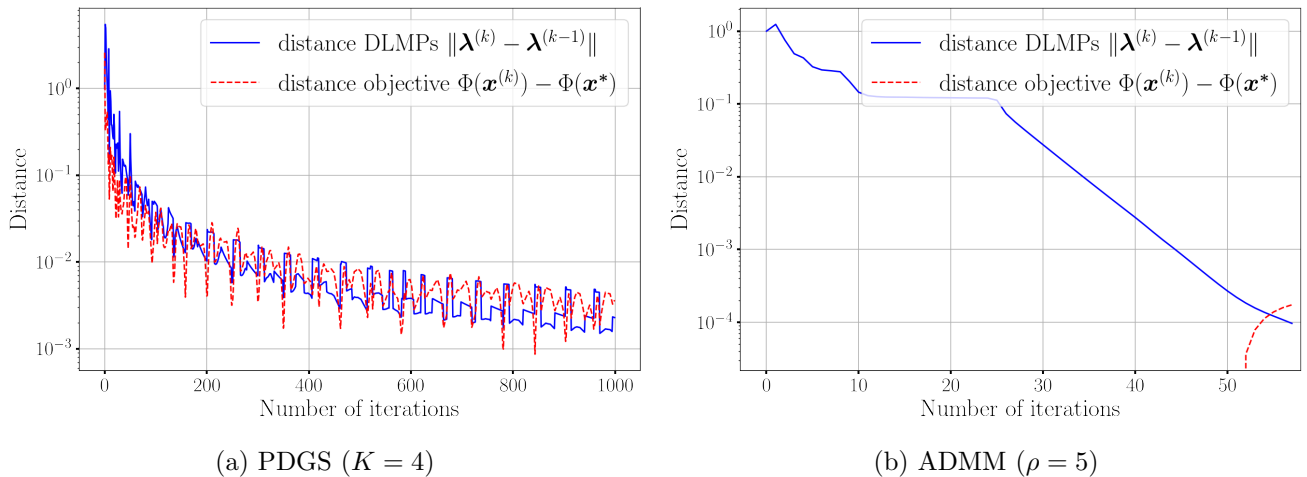 distance DLMPs ‖λ^(k) − λ^(k−1)‖
distance objective Φ(x^(k)) − Φ(x*)
10^0
10^−1
10^−2
10^−3
Distance
0 200 400 600 800 1000
Number of iterations
(a) PDGS (K = 4)
distance DLMPs ‖λ^(k) − λ^(k−1)‖
distance objective Φ(x^(k)) − Φ(x*)
10^0
10^−1
10^−2
10^−3
10^−4
Distance
0 10 20 30 40 50
Number of iterations
(b) ADMM (ρ = 5)